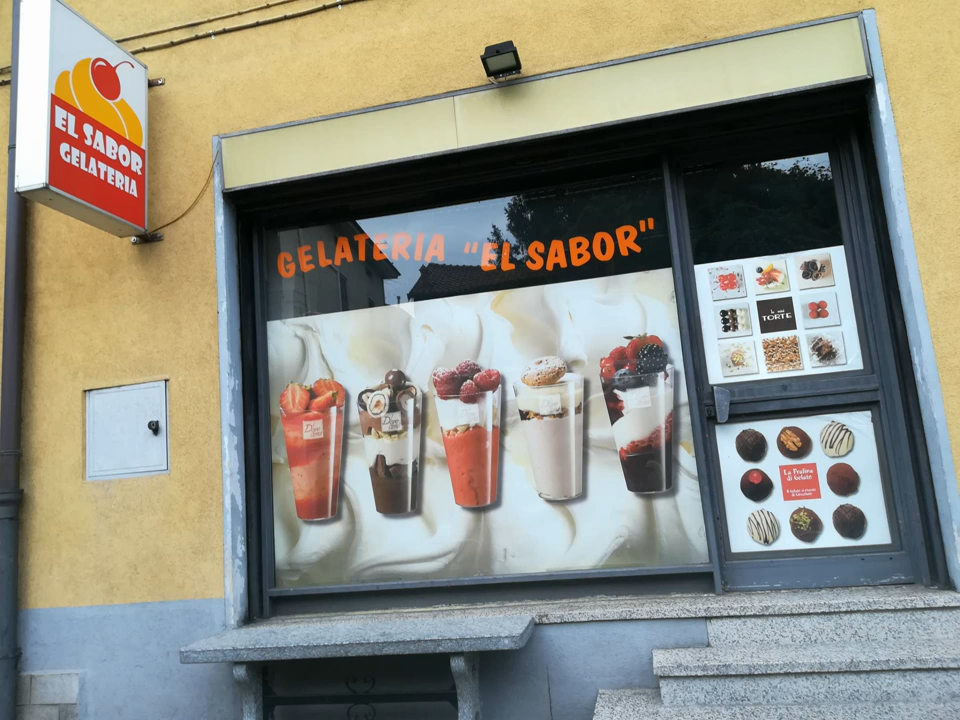 EL SABOR
GELATERIA
GELATERIA "EL SABOR"
TORTE
La Pralina
di Gelato